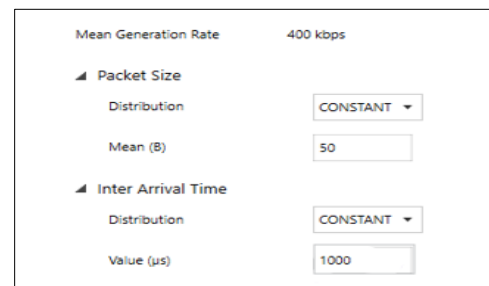 Mean Generation Rate 400 kbps
Packet Size
Distribution CONSTANT
Mean (B) 50
Inter Arrival Time
Distribution CONSTANT
Value (μs) 1000